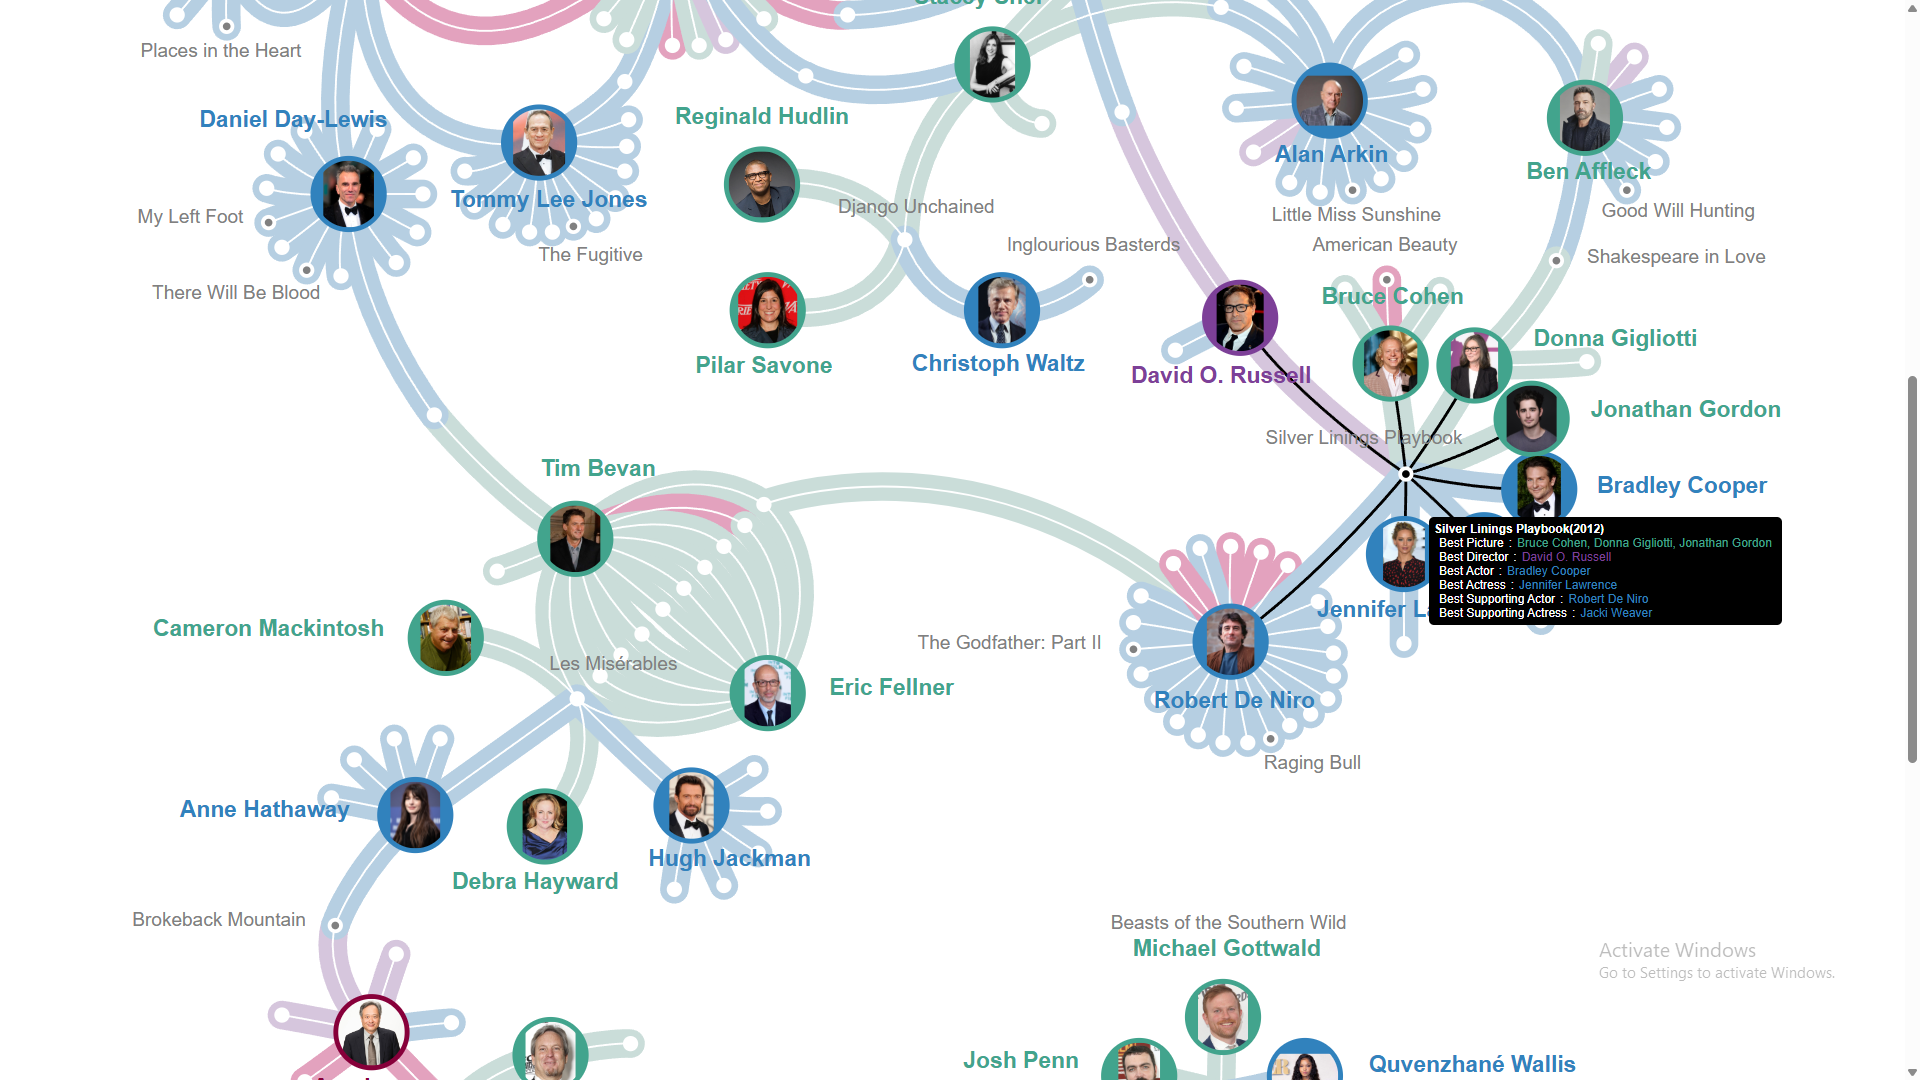 Places in the Heart
Daniel Day-Lewis
Reginald Hudlin
Alan Arkin
Ben Affleck
Tommy Lee Jones
My Left Foot
Django Unchained
Little Miss Sunshine
Good Will Hunting
The Fugitive
Inglourious Basterds
American Beauty
Shakespeare in Love
There Will Be Blood
Bruce Cohen
Donna Gigliotti
Pilar Savone
Christoph Waltz
David O. Russell
Jonathan Gordon
Silver Linings Playbook
Tim Bevan
Bradley Cooper
Silver Linings Playbook(2012)
Best Picture : Bruce Cohen, Donna Gigliotti, Jonathan Gordon
Best Director : David O. Russell
Best Actor : Bradley Cooper
Best Actress : Jennifer Lawrence
Best Supporting Actor : Robert De Niro
Best Supporting Actress : Jacki Weaver
Jennifer
Cameron Mackintosh
The Godfather: Part II
Les Misérables
Eric Fellner
Robert De Niro
Raging Bull
Anne Hathaway
Hugh Jackman
Debra Hayward
Brokeback Mountain
Beasts of the Southern Wild
Michael Gottwald
Activate Windows
Go to Settings to activate Windows.
Josh Penn
Quvenzhané Wallis